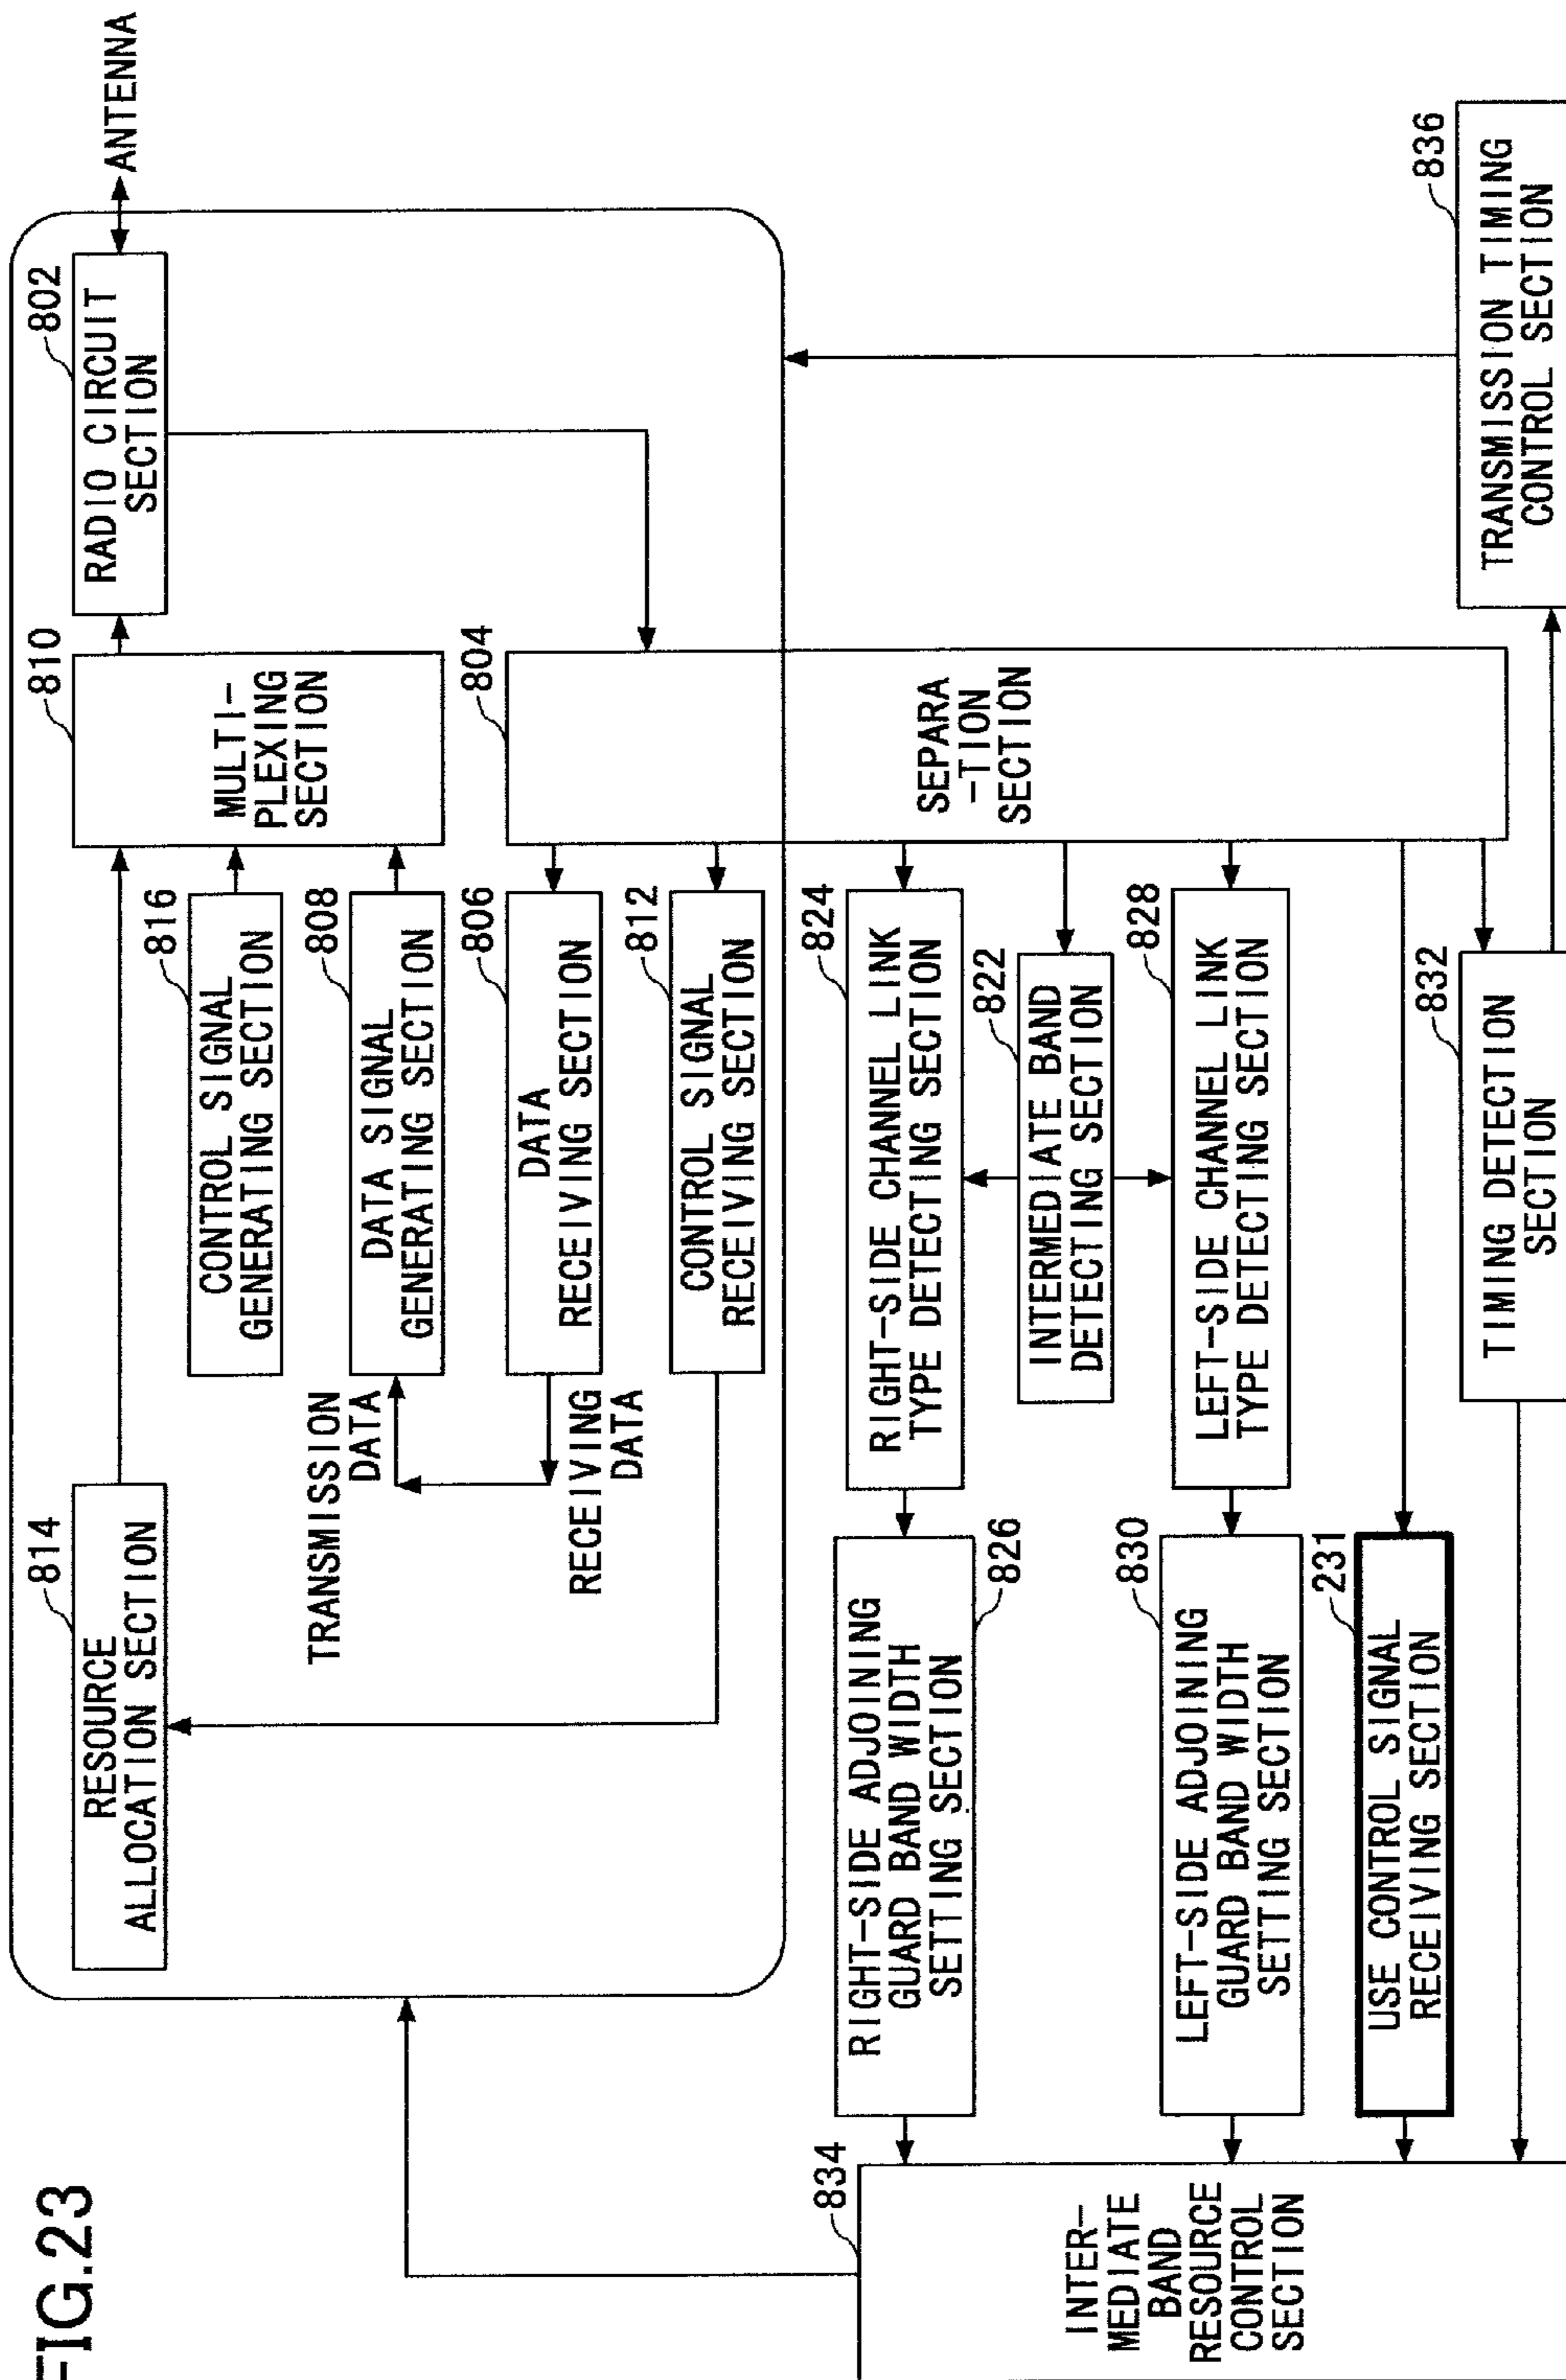 FIG.23
814
RESOURCE
ALLOCATION SECTION
816
CONTROL SIGNAL
GENERATING SECTION
810
MULTI-
PLEXING
SECTION
802
RADIO CIRCUIT
SECTION
ANTENNA
TRANSMISSION
DATA
808
DATA SIGNAL
GENERATING SECTION
RECEIVING
DATA
806
DATA
RECEIVING SECTION
812
CONTROL SIGNAL
RECEIVING SECTION
804
SEPARA
-TION
SECTION
834
INTER-
MEDIATE
BAND
RESOURCE
CONTROL
SECTION
RIGHT-SIDE ADJOINING
GUARD BAND WIDTH
SETTING SECTION
826
824
RIGHT-SIDE CHANNEL LINK
TYPE DETECTING SECTION
822
INTERMEDIATE BAND
DETECTING SECTION
830
LEFT-SIDE ADJOINING
GUARD BAND WIDTH
SETTING SECTION
828
LEFT-SIDE CHANNEL LINK
TYPE DETECTING SECTION
231
USE CONTROL SIGNAL
RECEIVING SECTION
832
TIMING DETECTION
SECTION
836
TRANSMISSION TIMING
CONTROL SECTION